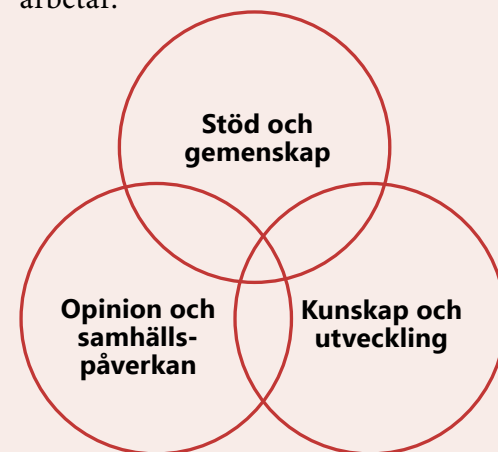 arbetar.
Stöd och
gemenskap
Opinion och
samhälls-
påverkan
Kunskap och
utveckling